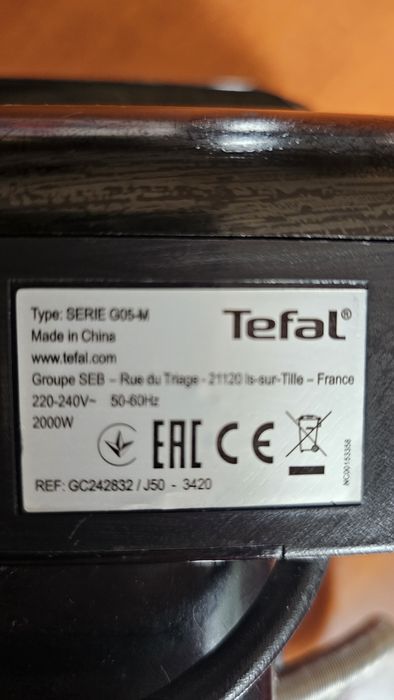 Type: SERIE G05-M
Tefal®
Made in China
www.tefal.com
Groupe SEB – Rue du Triage - 21120 Is-sur-Tille – France
220-240V~ 50-60Hz
2000W
EAC CE
REF: GC242832 / J50 - 3420
NC00153358